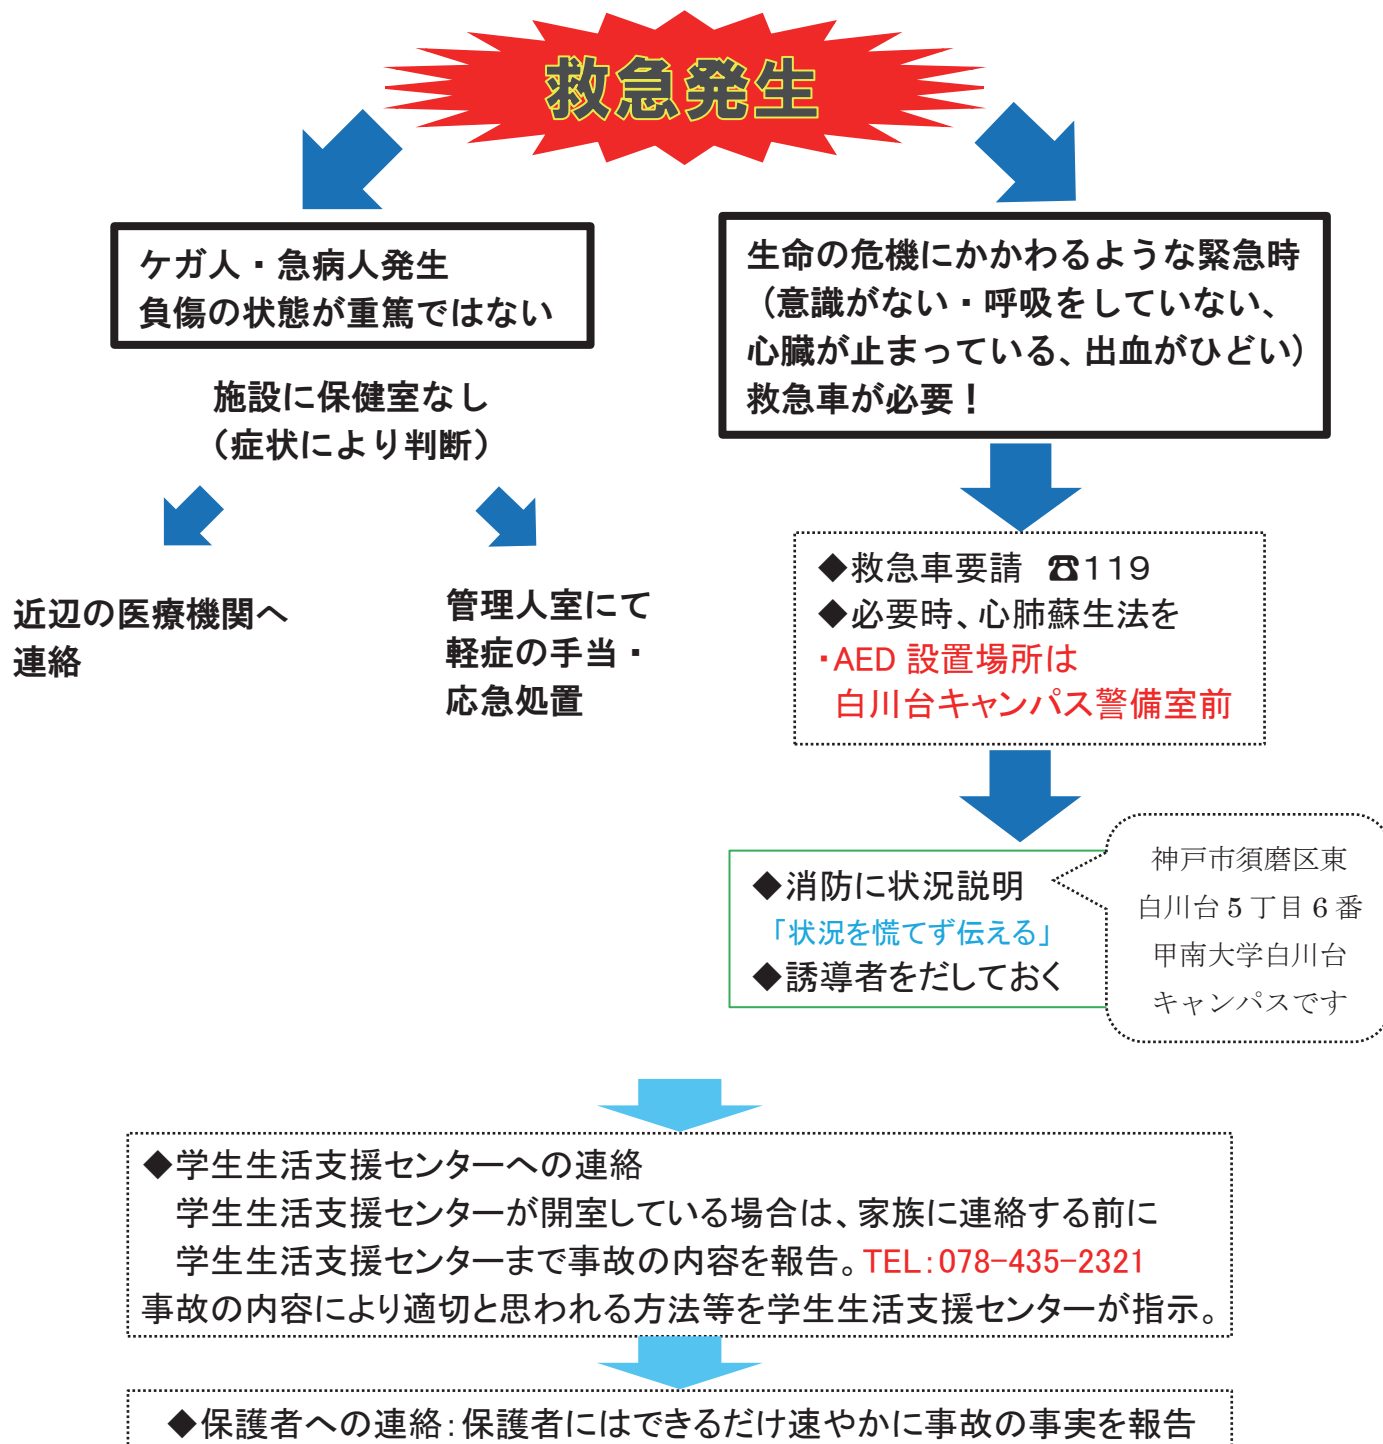 救急発生
ケガ人・急病人発生
負傷の状態が重篤ではない
施設に保健室なし
（症状により判断）
近辺の医療機関へ
連絡
管理人室にて
軽症の手当・
応急処置
生命の危機にかかわるような緊急時
（意識がない・呼吸をしていない、
心臓が止まっている、出血がひどい）
救急車が必要！
◆救急車要請　☎119
◆必要時、心肺蘇生法を
・AED 設置場所は
白川台キャンパス警備室前
◆消防に状況説明
「状況を慌てず伝える」
◆誘導者をだしておく
神戸市須磨区東
白川台 5 丁目 6 番
甲南大学白川台
キャンパスです
◆学生生活支援センターへの連絡
学生生活支援センターが開室している場合は、家族に連絡する前に
学生生活支援センターまで事故の内容を報告。TEL：078-435-2321
事故の内容により適切と思われる方法等を学生生活支援センターが指示。
◆保護者への連絡：保護者にはできるだけ速やかに事故の事実を報告